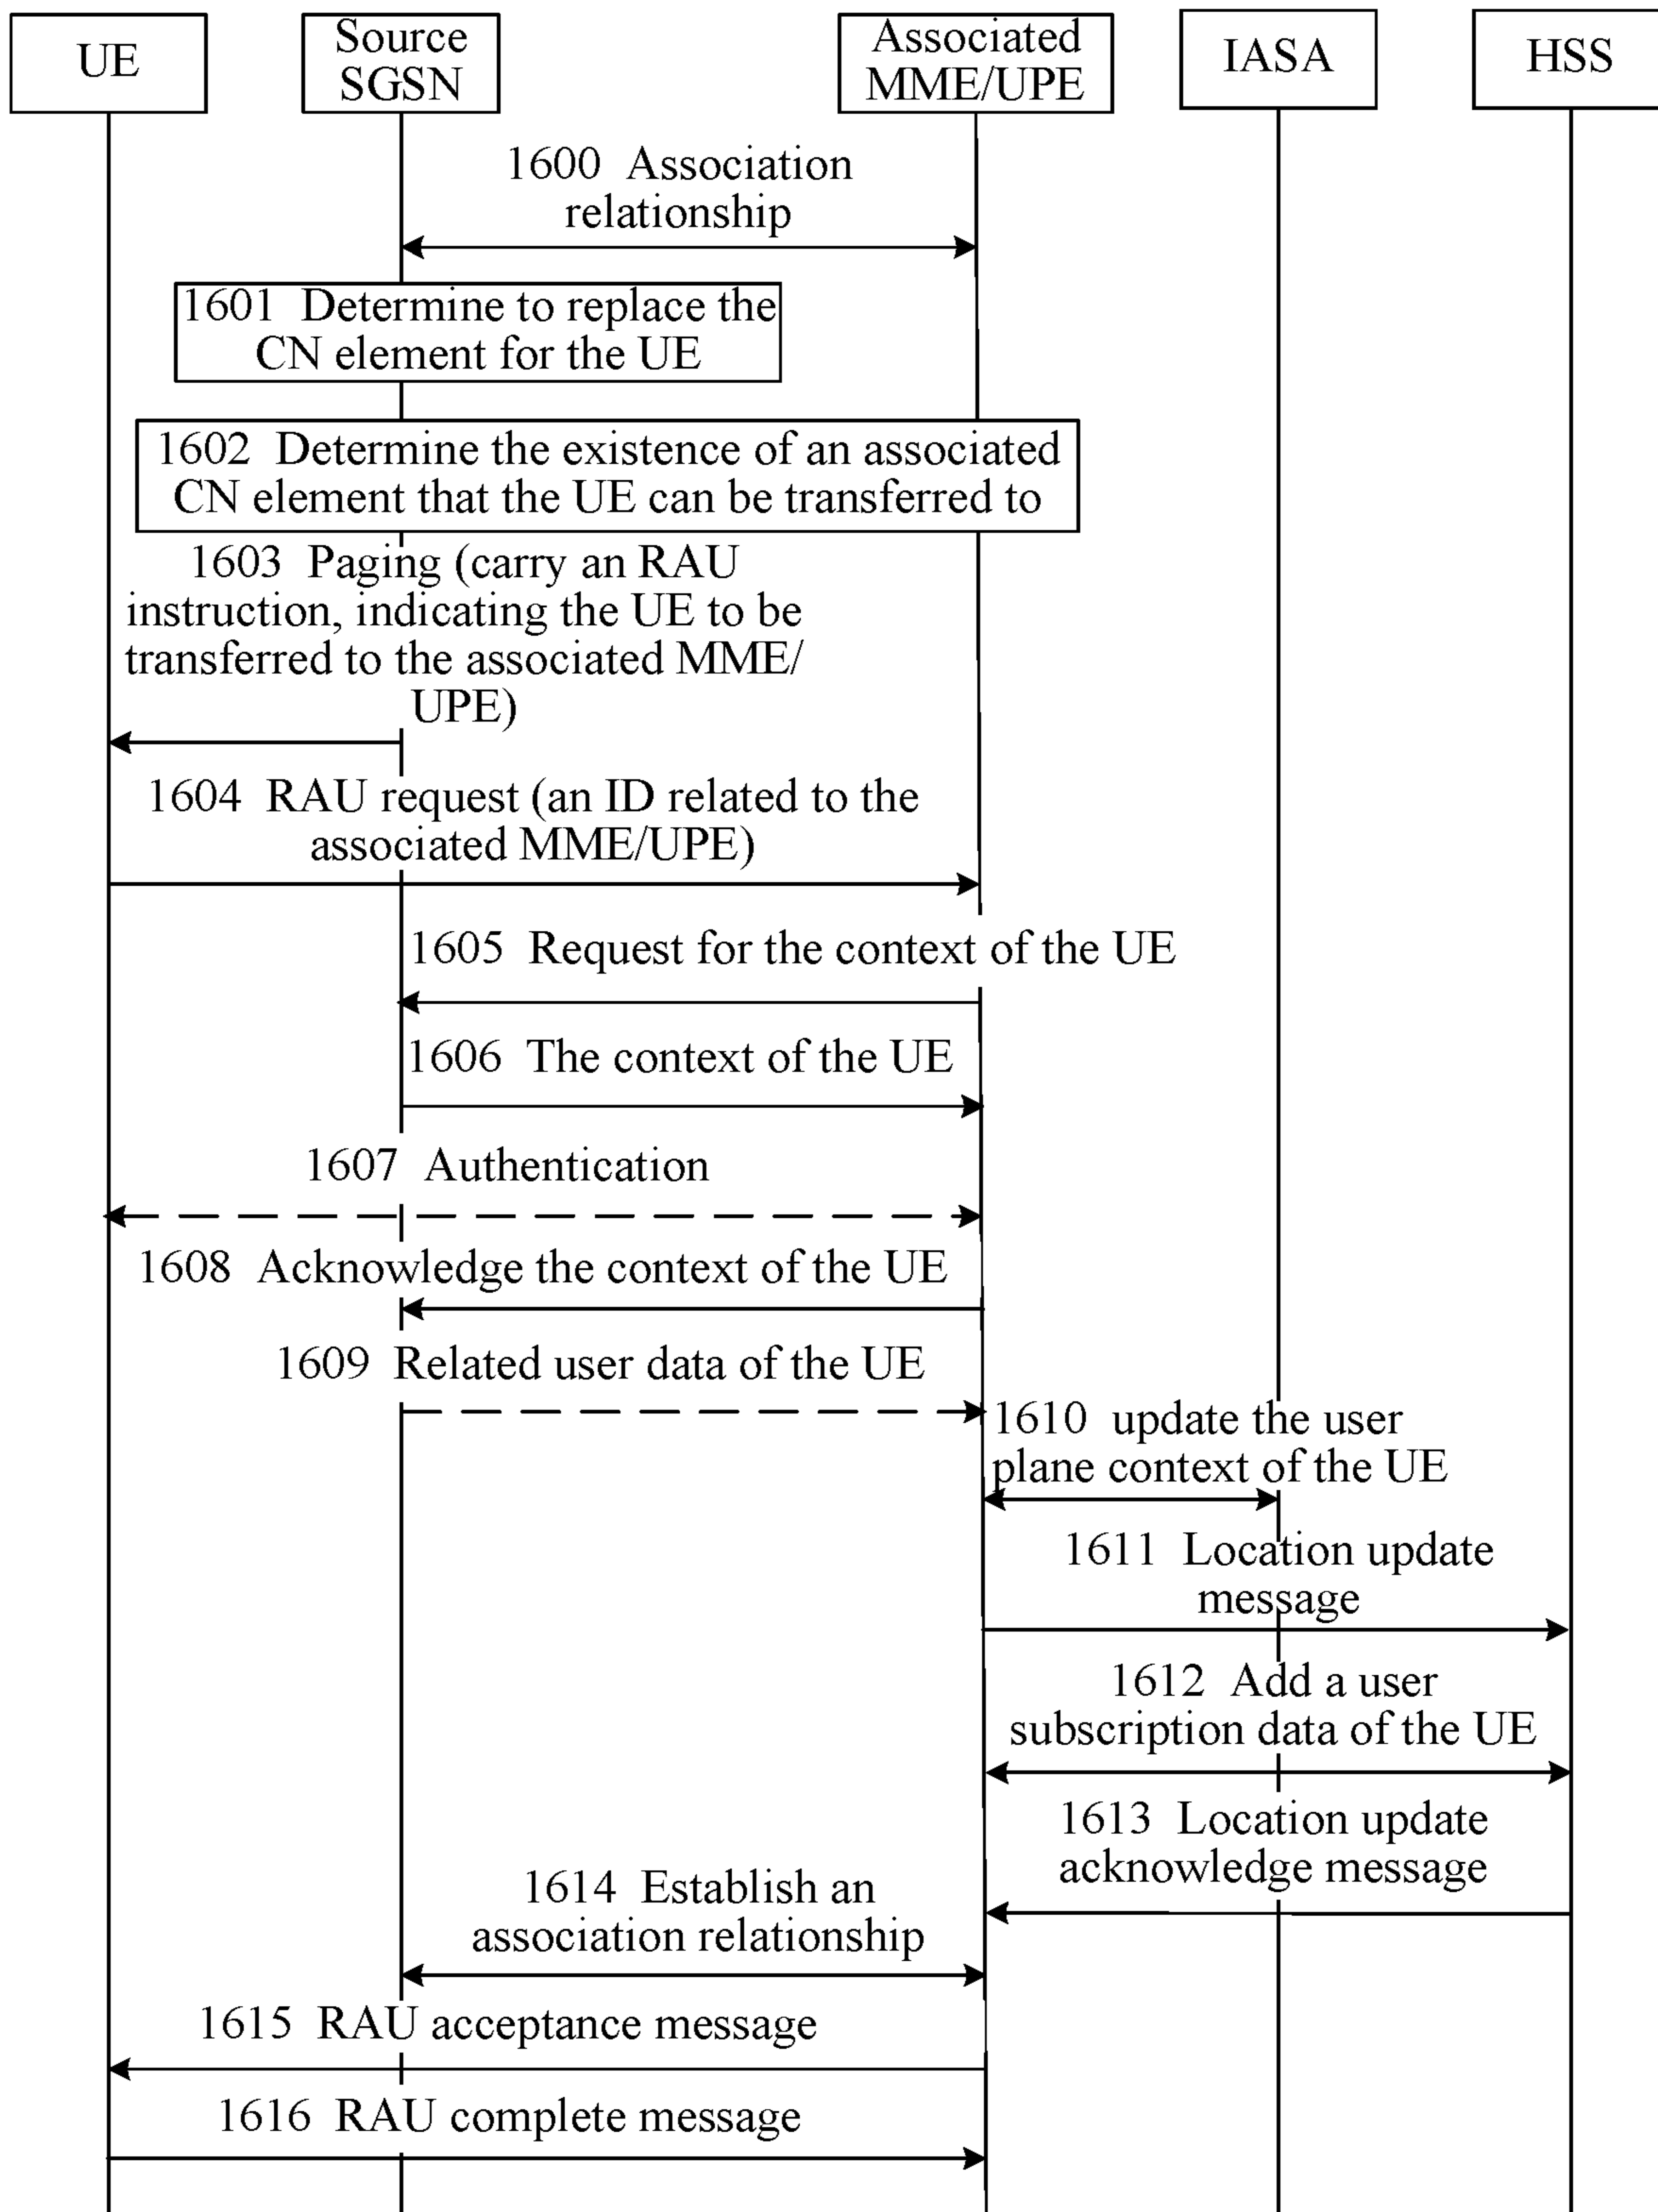 UE
Source
SGSN
Associated
MME/UPE
IASA
HSS
1600 Association
relationship
1601 Determine to replace the
CN element for the UE
1602 Determine the existence of an associated
CN element that the UE can be transferred to
1603 Paging (carry an RAU
instruction, indicating the UE to be
transferred to the associated MME/
UPE)
1604 RAU request (an ID related to the
associated MME/UPE)
1605 Request for the context of the UE
1606 The context of the UE
1607 Authentication
1608 Acknowledge the context of the UE
1609 Related user data of the UE
1610 update the user
plane context of the UE
1611 Location update
message
1612 Add a user
subscription data of the UE
1613 Location update
acknowledge message
1614 Establish an
association relationship
1615 RAU acceptance message
1616 RAU complete message